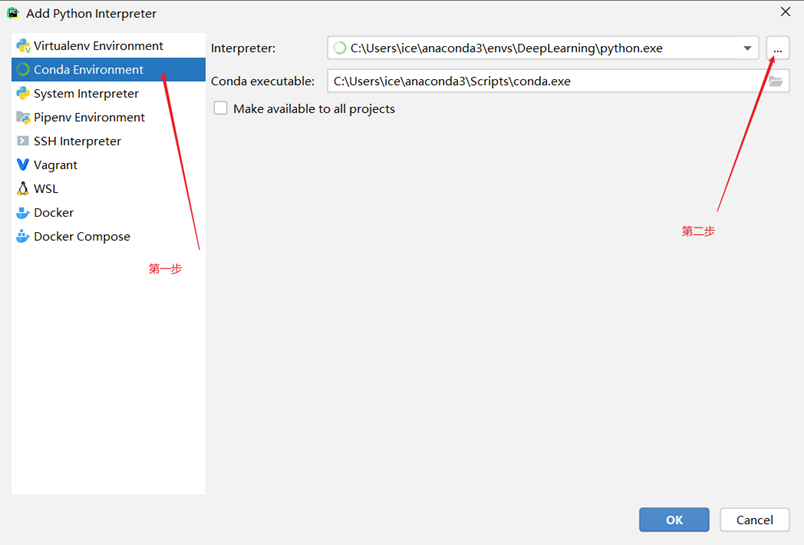 Add Python Interpreter
Virtualenv Environment
Conda Environment
System Interpreter
Pipenv Environment
SSH Interpreter
Vagrant
WSL
Docker
Docker Compose
第一步
Interpreter: C:\Users\ice\anaconda3\envs\DeepLearning\python.exe ...
Conda executable: C:\Users\ice\anaconda3\Scripts\conda.exe
Make available to all projects
第二步
OK Cancel